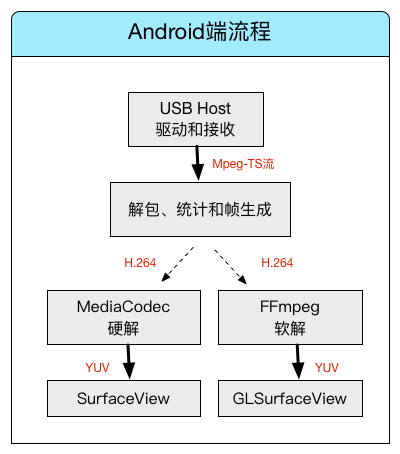 Android端流程
USB Host
驱动和接收
Mpeg-TS流
解包、统计和帧生成
H.264
H.264
MediaCodec
硬解
FFmpeg
软解
YUV
YUV
SurfaceView
GLSurfaceView